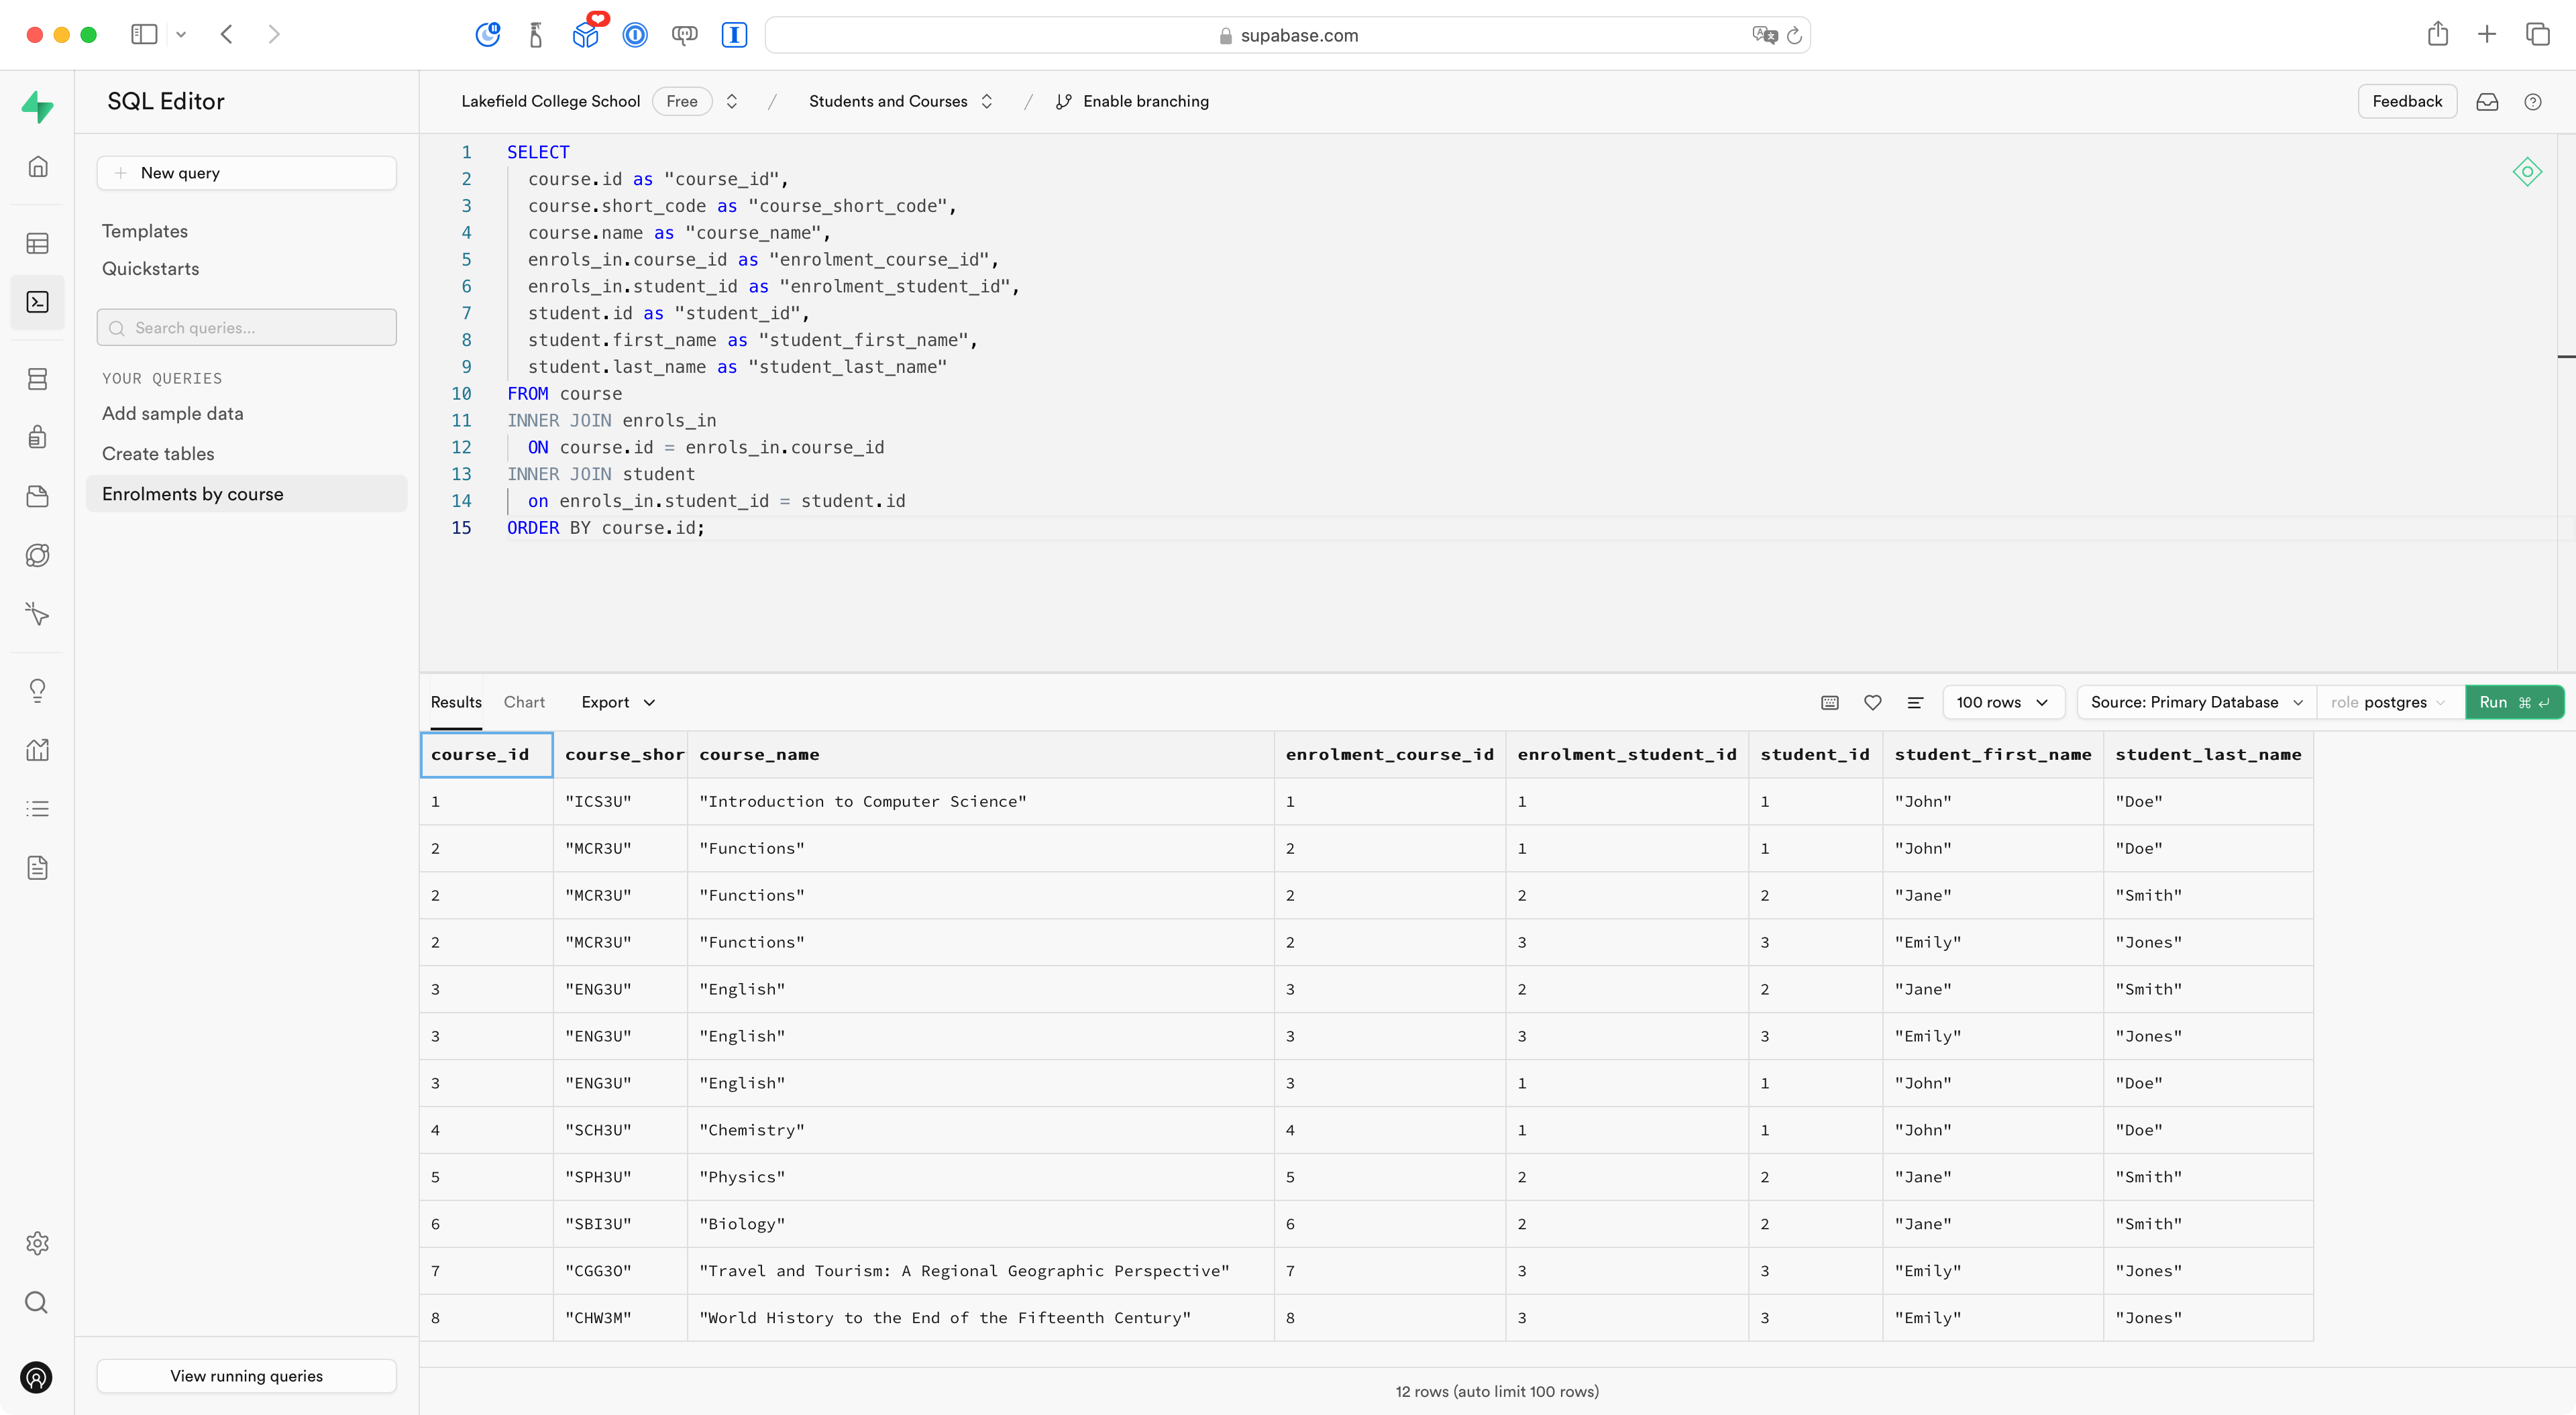 supabase.com
SQL Editor
Lakefield College School Free / Students and Courses / Enable branching
Feedback
New query
Templates
Quickstarts
Search queries...
YOUR QUERIES
Add sample data
Create tables
Enrolments by course
View running queries
1 SELECT
2 course.id as "course_id",
3 course.short_code as "course_short_code",
4 course.name as "course_name",
5 enrols_in.course_id as "enrolment_course_id",
6 enrols_in.student_id as "enrolment_student_id",
7 student.id as "student_id",
8 student.first_name as "student_first_name",
9 student.last_name as "student_last_name"
10 FROM course
11 INNER JOIN enrols_in
12 ON course.id = enrols_in.course_id
13 INNER JOIN student
14 on enrols_in.student_id = student.id
15 ORDER BY course.id;
Results Chart Export 100 rows Source: Primary Database role postgres Run ⌘ ↵
course_id course_shor course_name enrolment_course_id enrolment_student_id student_id student_first_name student_last_name
1 "ICS3U" "Introduction to Computer Science" 1 1 1 "John" "Doe"
2 "MCR3U" "Functions" 2 1 1 "John" "Doe"
2 "MCR3U" "Functions" 2 2 2 "Jane" "Smith"
2 "MCR3U" "Functions" 2 3 3 "Emily" "Jones"
3 "ENG3U" "English" 3 2 2 "Jane" "Smith"
3 "ENG3U" "English" 3 3 3 "Emily" "Jones"
3 "ENG3U" "English" 3 1 1 "John" "Doe"
4 "SCH3U" "Chemistry" 4 1 1 "John" "Doe"
5 "SPH3U" "Physics" 5 2 2 "Jane" "Smith"
6 "SBI3U" "Biology" 6 2 2 "Jane" "Smith"
7 "CGG3O" "Travel and Tourism: A Regional Geographic Perspective" 7 3 3 "Emily" "Jones"
8 "CHW3M" "World History to the End of the Fifteenth Century" 8 3 3 "Emily" "Jones"
12 rows (auto limit 100 rows)